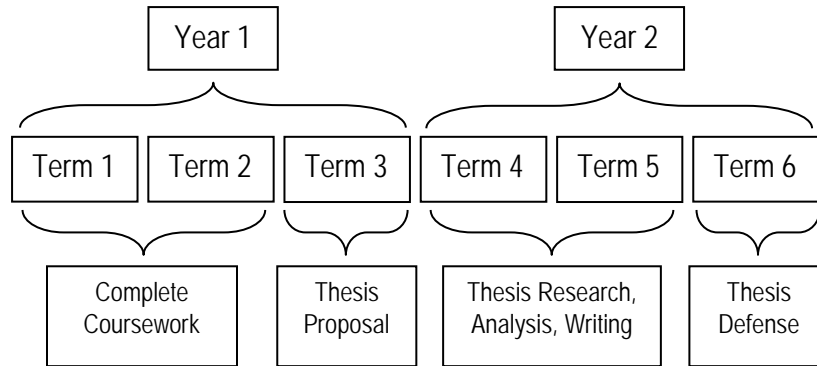 Year 1
Year 2
Term 1
Term 2
Term 3
Term 4
Term 5
Term 6
Complete
Coursework
Thesis
Proposal
Thesis Research,
Analysis, Writing
Thesis
Defense